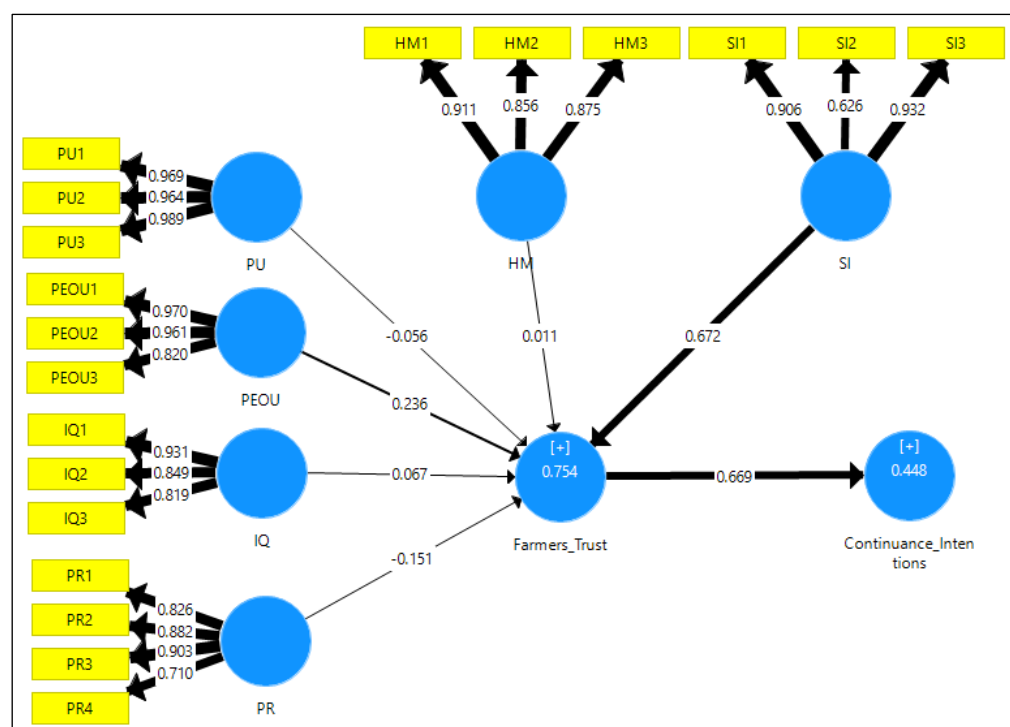 HM1 HM2 HM3 SI1 SI2 SI3
0.911 0.856 0.875 0.906 0.626 0.932
PU1
PU2
PU3
0.969
0.964
0.989
PU
HM
SI
PEOU1
PEOU2
PEOU3
0.970
0.961
0.820
PEOU
-0.056
0.011
0.672
0.236
IQ1
IQ2
IQ3
0.931
0.849
0.819
IQ
0.067
[+]
0.754
Farmers_Trust
0.669
[+]
0.448
Continuance_Inten
tions
-0.151
PR1
PR2
PR3
PR4
0.826
0.882
0.903
0.710
PR